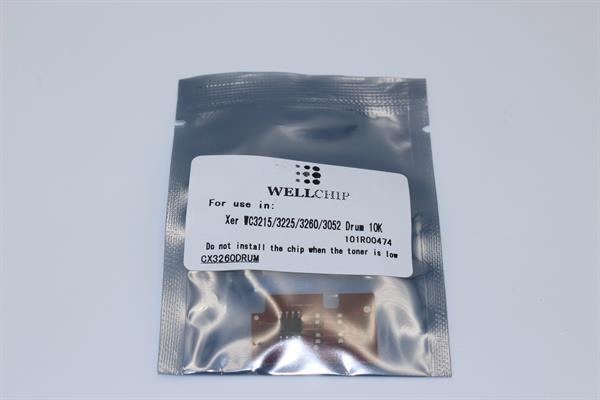 WELLCHIP
For use in:
Xer WC3215/3225/3260/3052 Drum 10K
101R00474
Do not install the chip when the toner is low
CX3260DRUM